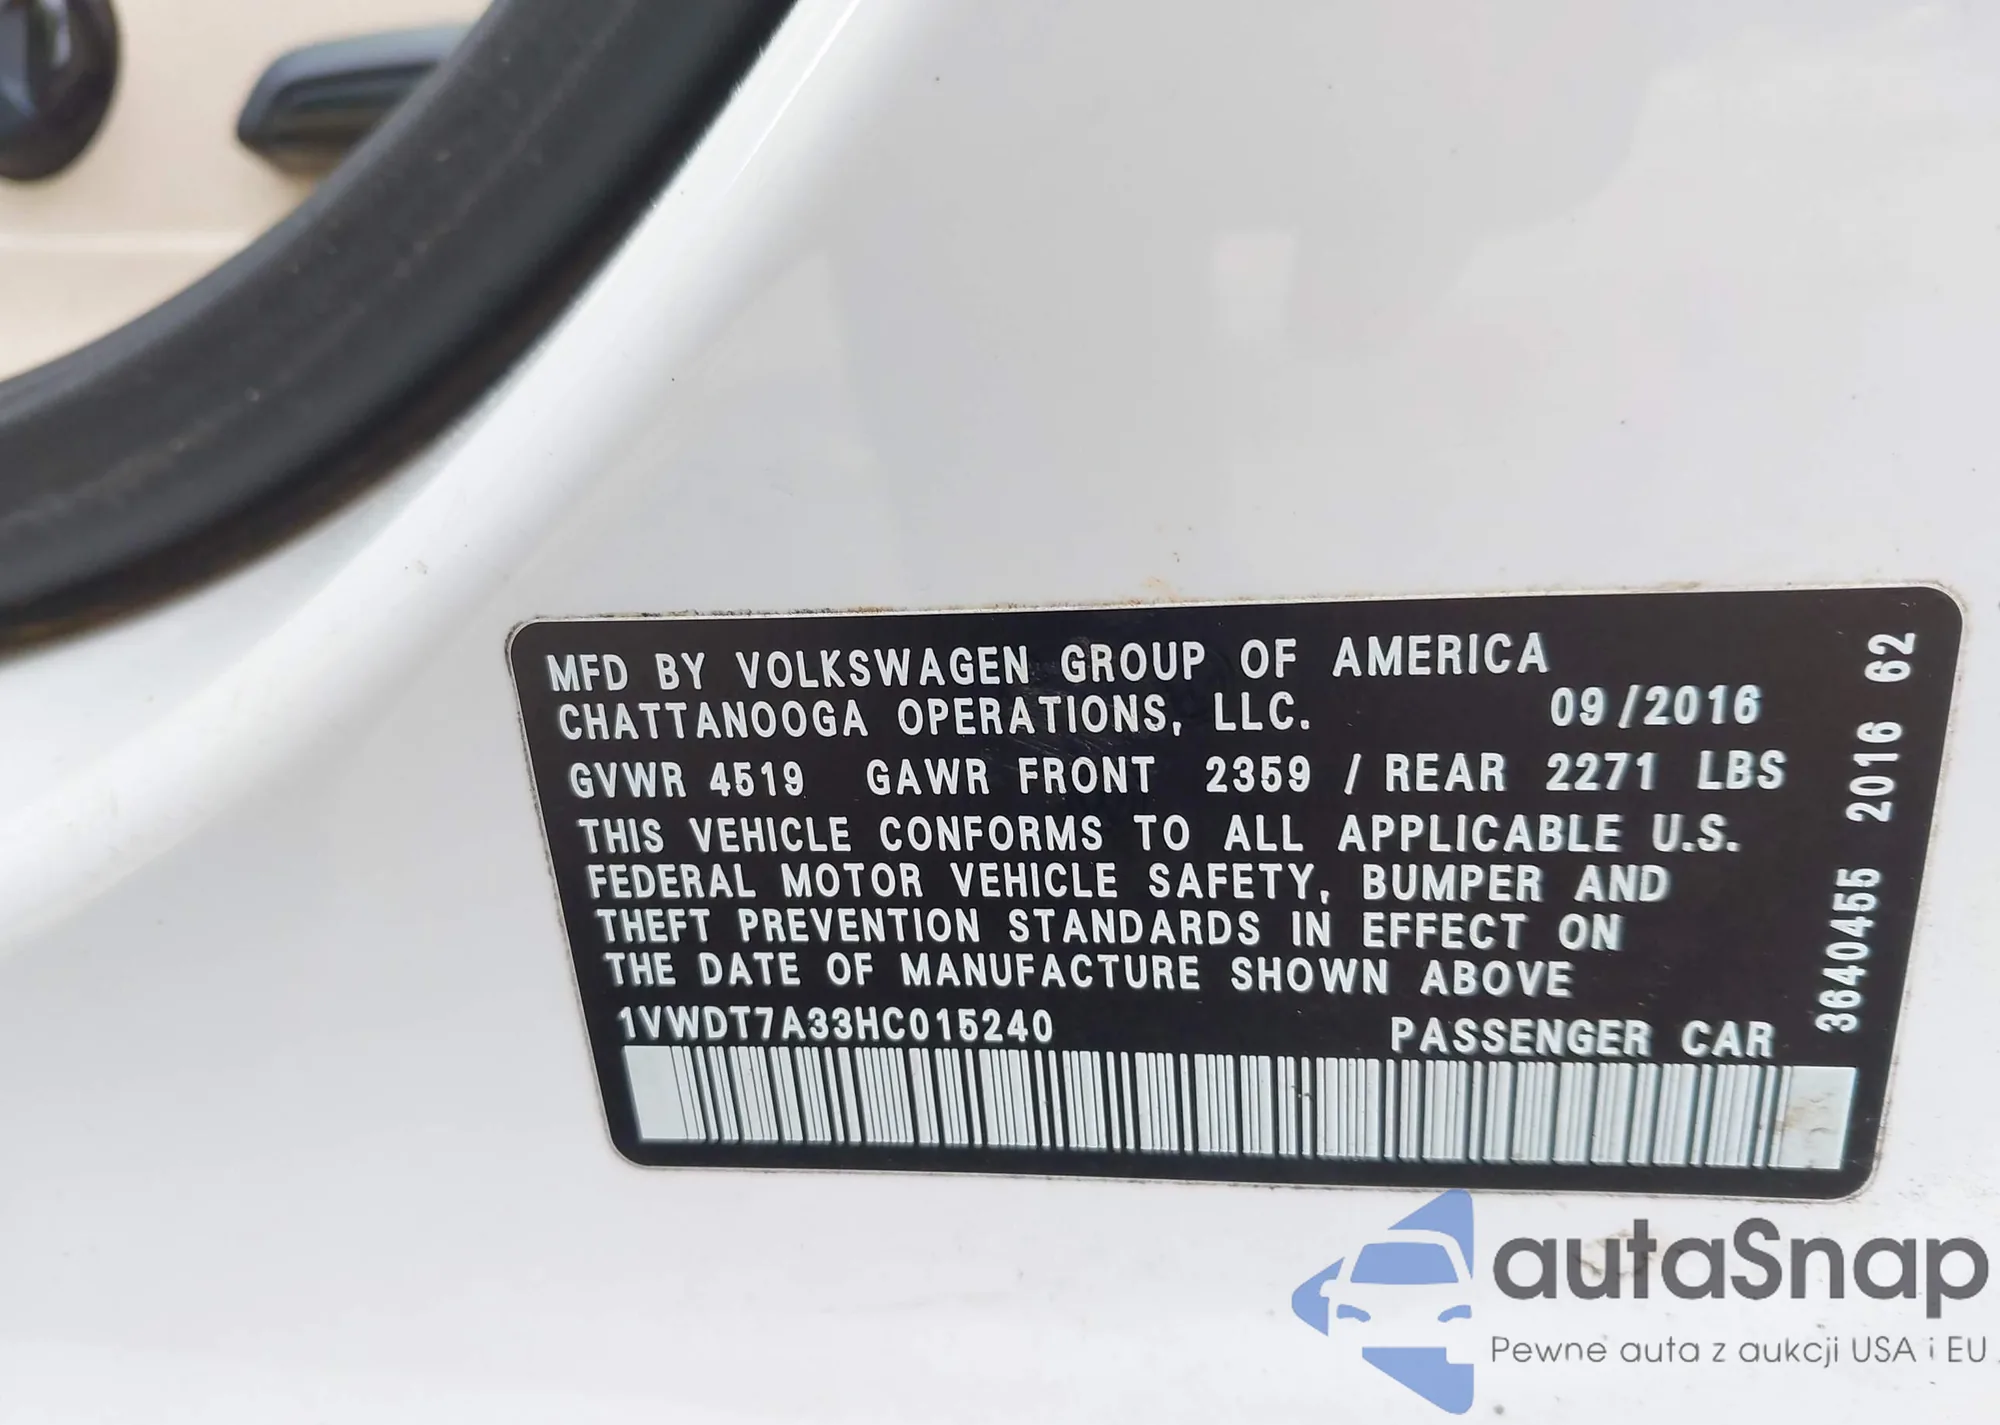 MFD BY VOLKSWAGEN GROUP OF AMERICA
CHATTANOOGA OPERATIONS, LLC. 09/2016
GVWR 4519 GAWR FRONT 2359 / REAR 2271 LBS
THIS VEHICLE CONFORMS TO ALL APPLICABLE U.S.
FEDERAL MOTOR VEHICLE SAFETY, BUMPER AND
THEFT PREVENTION STANDARDS IN EFFECT ON
THE DATE OF MANUFACTURE SHOWN ABOVE
1VWDT7A33HC015240 PASSENGER CAR
3640455 2016 62
autaSnap
Pewne auta z aukcji USA i EU